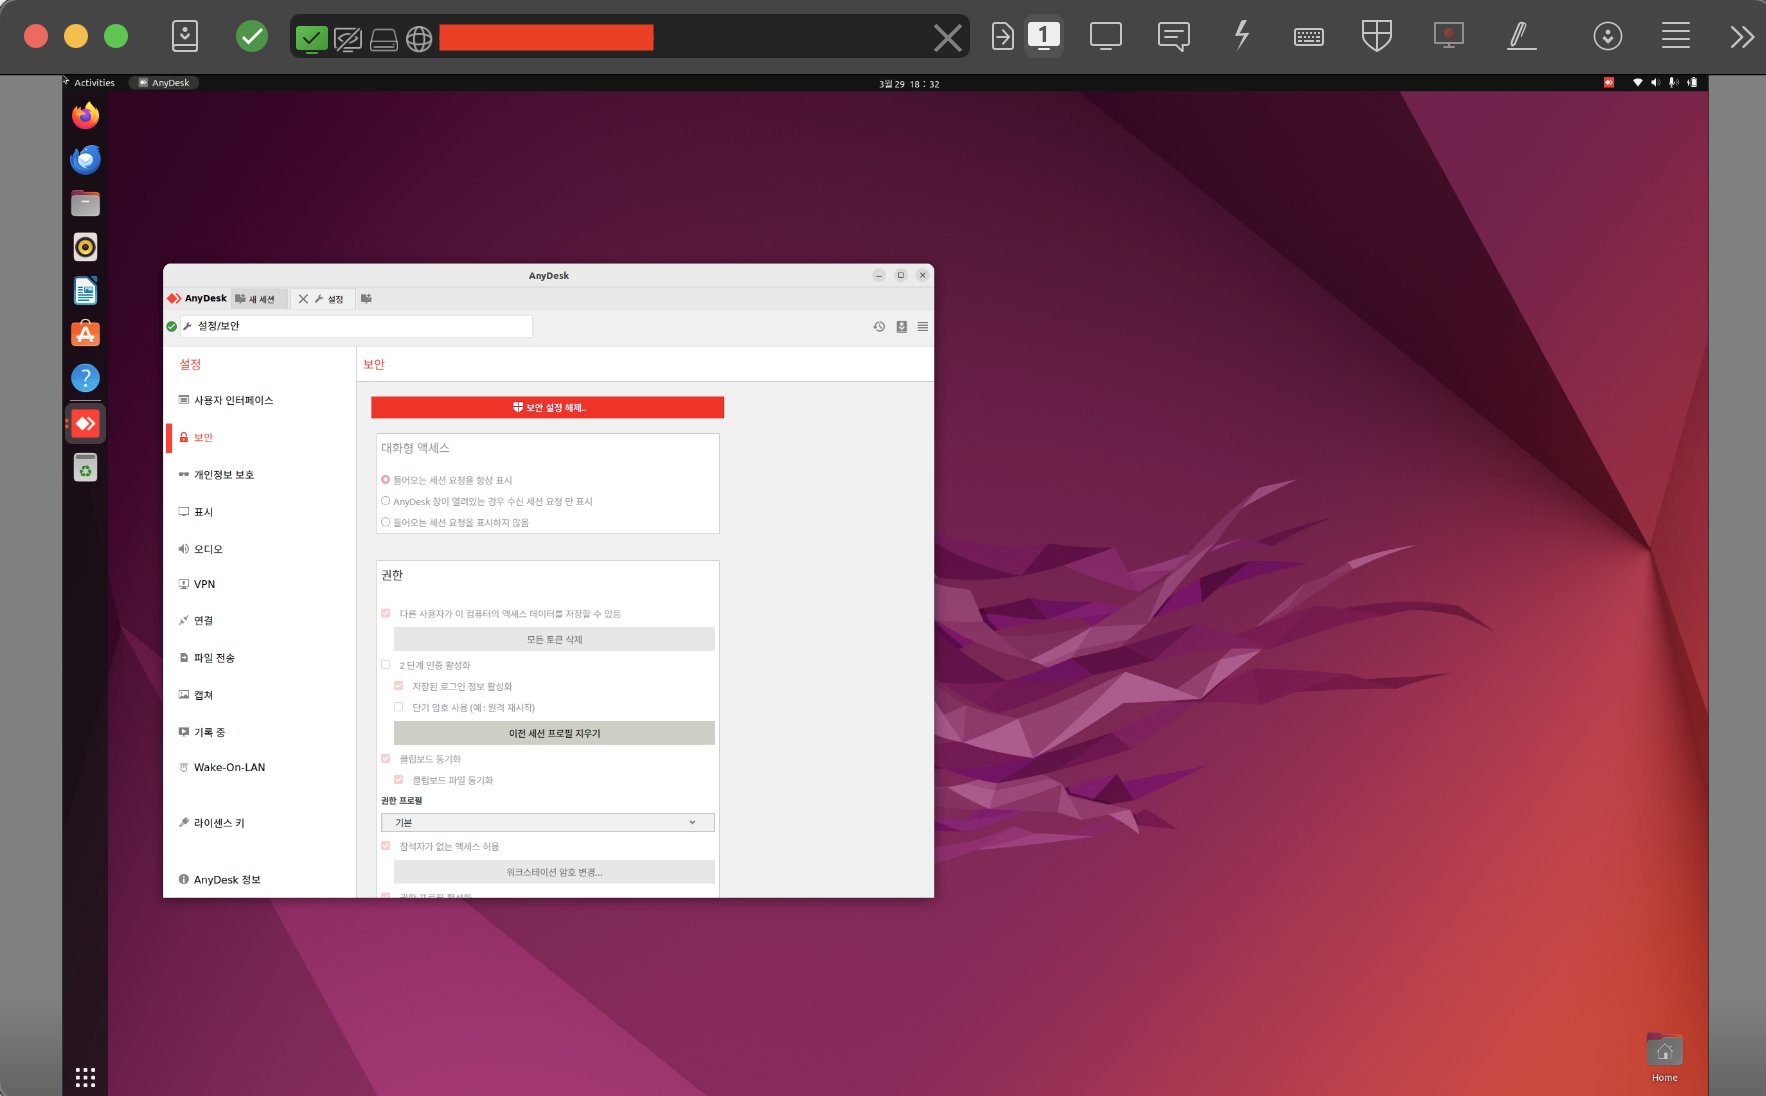 1
Activities
AnyDesk
3월 29 18 : 32
AnyDesk
AnyDesk
새 세션
설정
설정/보안
설정
보안
사용자 인터페이스
보안
개인정보 보호
표시
오디오
VPN
연결
파일 전송
캡쳐
기록 중
Wake-On-LAN
라이센스 키
AnyDesk 정보
보안 설정 해제..
대화형 액세스
들어오는 세션 요청을 항상 표시
AnyDesk 창이 열려있는 경우 수신 세션 요청 만 표시
들어오는 세션 요청을 표시하지 않음
권한
다른 사용자가 이 컴퓨터의 액세스 데이터를 저장할 수 있음
모든 토큰 삭제
2 단계 인증 활성화
저장된 로그인 정보 활성화
단기 암호 사용 (예 : 원격 재시작)
이전 세션 프로필 지우기
클립보드 동기화
클립보드 파일 동기화
권한 프로필
기본
참석자가 없는 액세스 허용
워크스테이션 암호 변경...
권한 프로필 활성화
Home